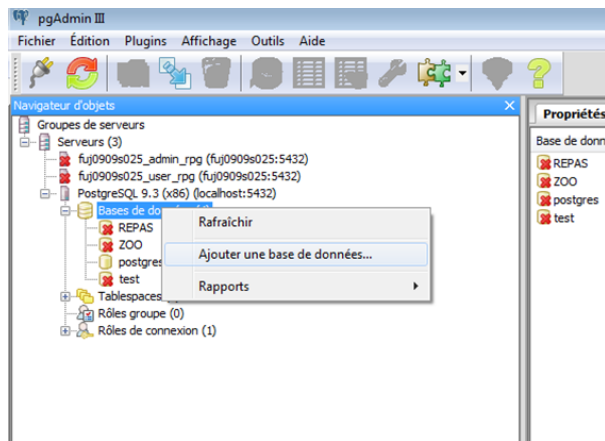 pgAdmin III
Fichier Édition Plugins Affichage Outils Aide
Navigateur d'objets
Groupes de serveurs
Serveurs (3)
fuj0909s025_admin_rpg (fuj0909s025:5432)
fuj0909s025_user_rpg (fuj0909s025:5432)
PostgreSQL 9.3 (x86) (localhost:5432)
Bases de données
REPAS
ZOO
postgres
test
Tablespaces
Rôles groupe (0)
Rôles de connexion (1)
Rafraîchir
Ajouter une base de données...
Rapports
Propriétés
Base de donn
REPAS
ZOO
postgres
test